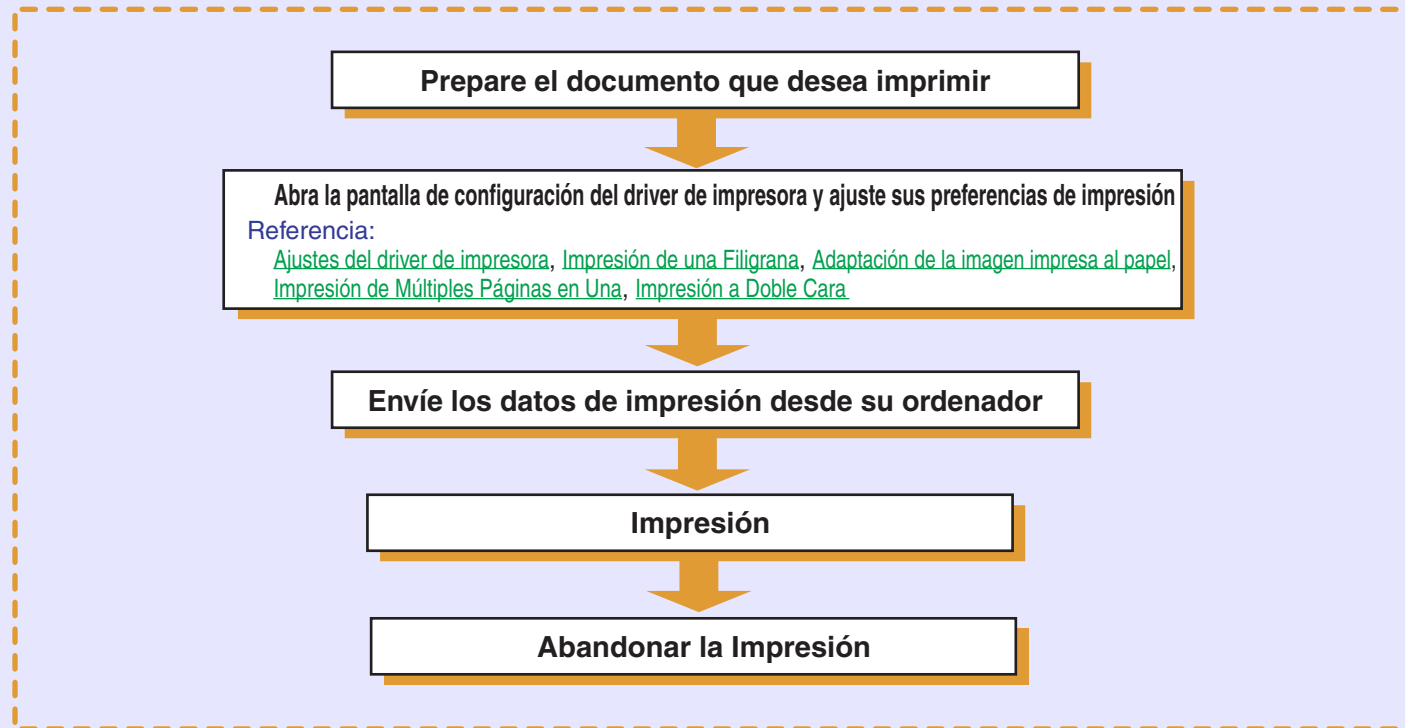 Prepare el documento que desea imprimir
Abra la pantalla de configuración del driver de impresora y ajuste sus preferencias de impresión
Referencia:
Ajustes del driver de impresora, Impresión de una Filigrana, Adaptación de la imagen impresa al papel,
Impresión de Múltiples Páginas en Una, Impresión a Doble Cara
Envíe los datos de impresión desde su ordenador
Impresión
Abandonar la Impresión